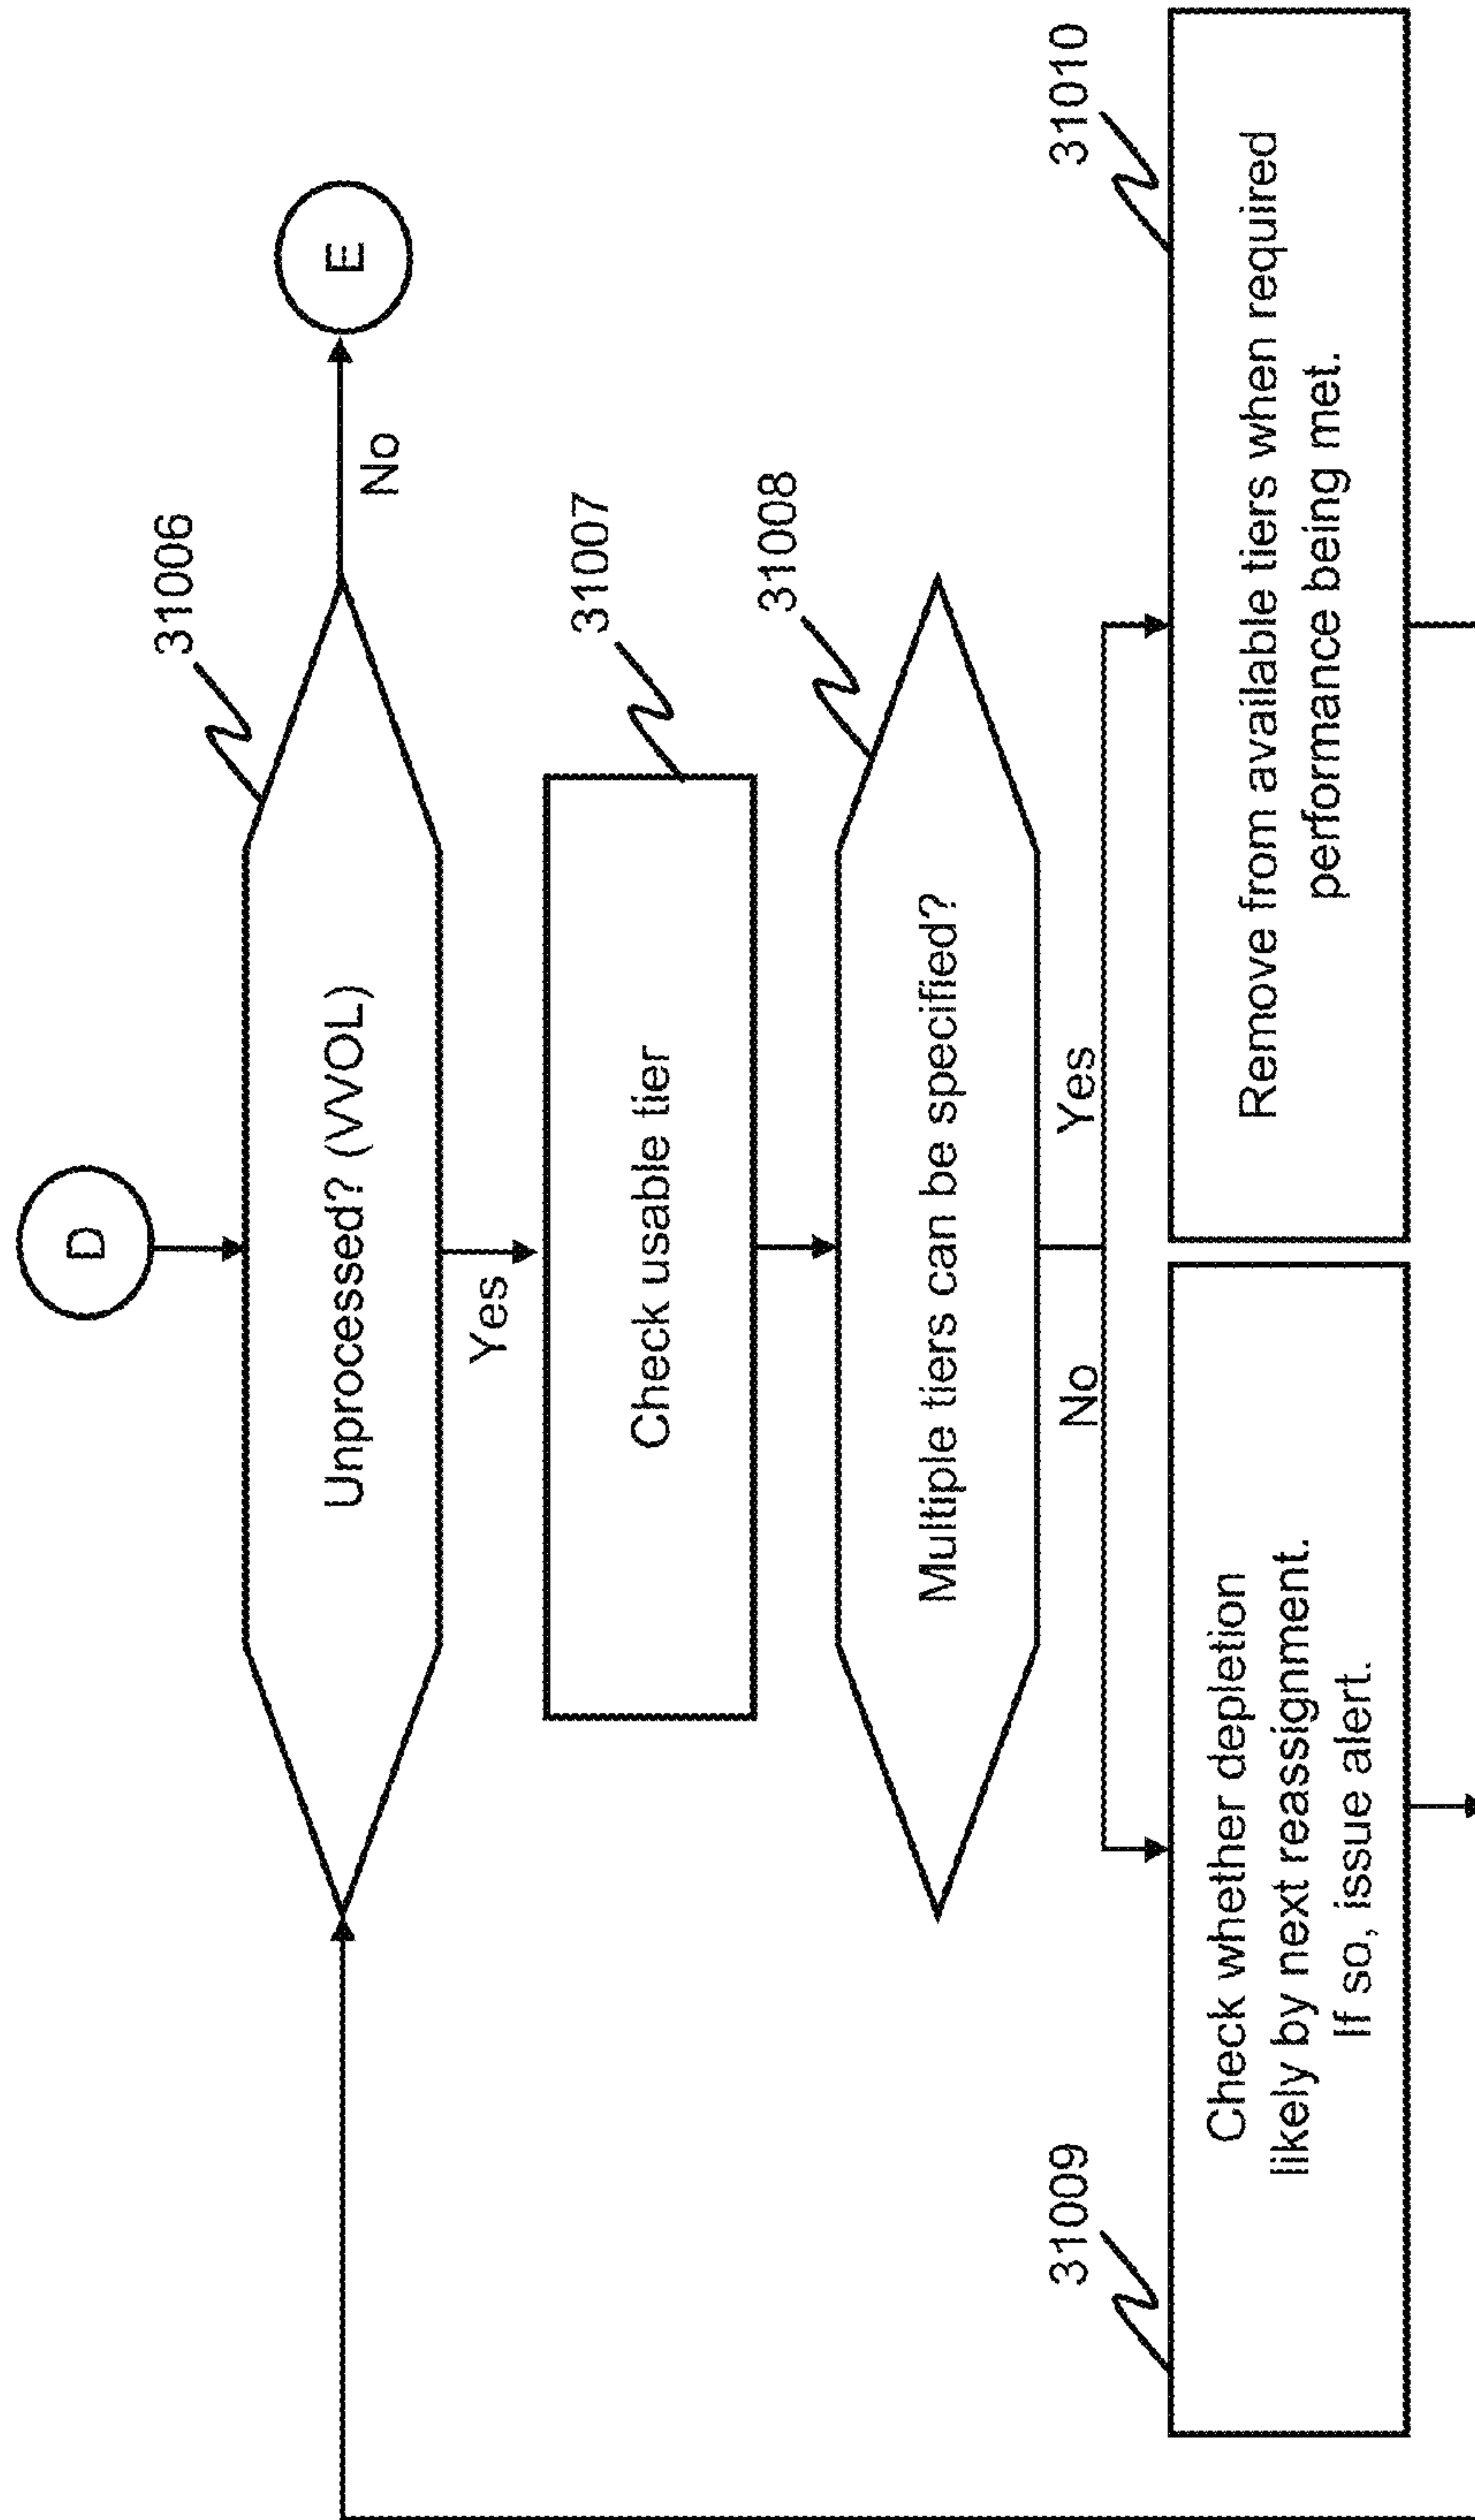 D
31006
Unprocessed? (VVOL)
No
E
Yes
31007
Check usable tier
31008
Multiple tiers can be specified?
No
Yes
31009
Check whether depletion
likely by next reassignment.
If so, issue alert.
31010
Remove from available tiers when required
performance being met.